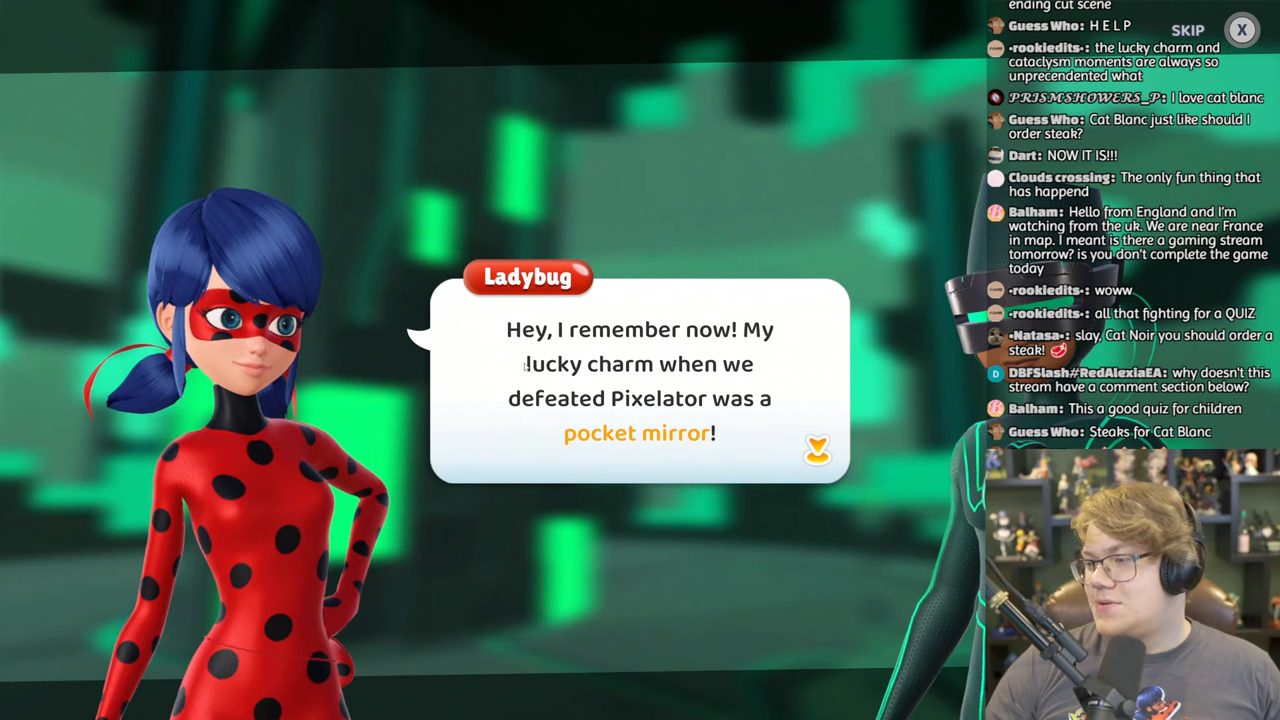 Ladybug
Hey, I remember now! My
lucky charm when we
defeated Pixelator was a
pocket mirror!
SKIP
X
ending cut scene
Guess Who: H E L P
•rookiedits•: the lucky charm and
cataclysm moments are always so
unprecendented what
𝓟𝓡𝓘𝓢𝓜𝓢𝓗𝓞𝓦𝓔𝓡𝓢_𝓟: I love cat blanc
Guess Who: Cat Blanc just like should I
order steak?
Dart: NOW IT IS!!!
Clouds crossing: The only fun thing that
has happend
Balham: Hello from England and I'm
watching from the uk. We are near France
in map. I meant is there a gaming stream
tomorrow? is you don't complete the game
today
•rookiedits•: woww
•rookiedits•: all that fighting for a QUIZ
•Natasa•: slay, Cat Noir you should order a
steak! 🥩
D
DBFSlash#RedAlexiaEA: why doesn't this
stream have a comment section below?
Balham: This a good quiz for children
Guess Who: Steaks for Cat Blanc